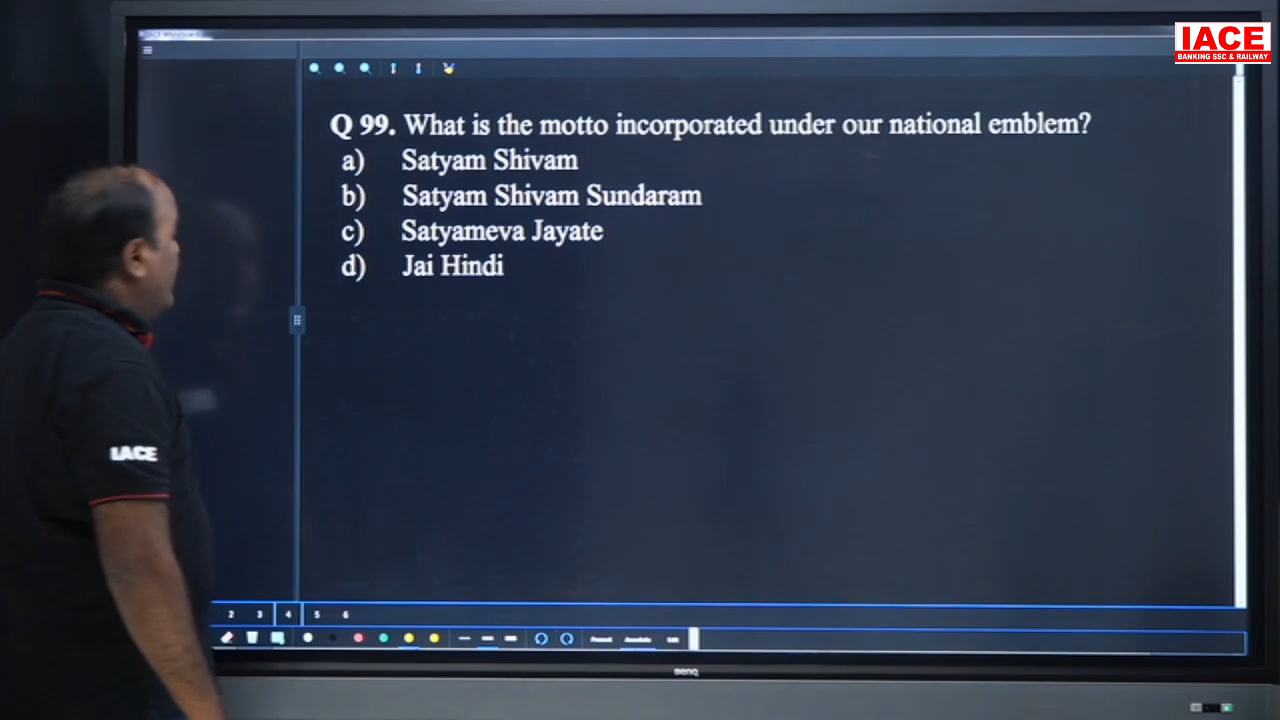 IACE
BANKING SSC & RAILWAY
Q 99. What is the motto incorporated under our national emblem?
a) Satyam Shivam
b) Satyam Shivam Sundaram
c) Satyameva Jayate
d) Jai Hindi
IACE
2 3 4 5 6
BenQ